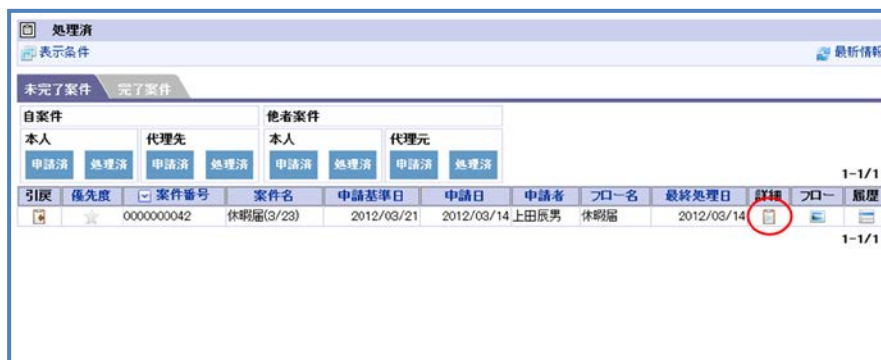 処理済
表示条件 最新情報
未完了案件 完了案件
自案件 他者案件
本人 代理先 本人 代理元
申請済 処理済 申請済 処理済 申請済 処理済 申請済 処理済
1-1/1
引戻 優先度 案件番号 案件名 申請基準日 申請日 申請者 フロー名 最終処理日 詳細 フロー 履歴
0000000042 休暇届(3/23) 2012/03/21 2012/03/14 上田辰男 休暇届 2012/03/14
1-1/1